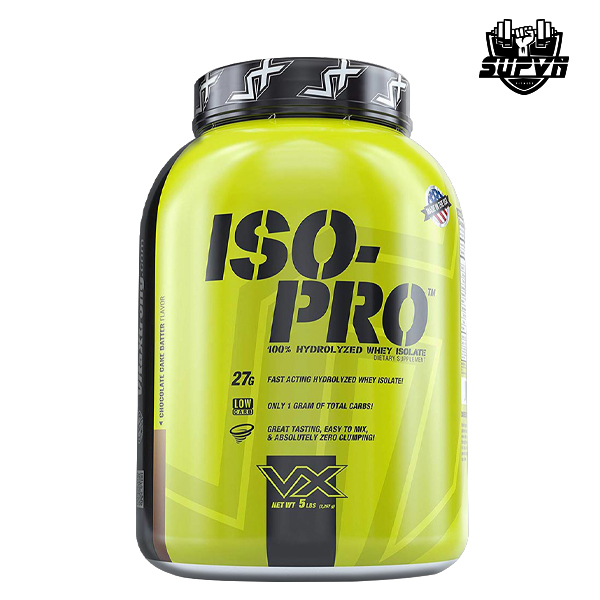 SUPVN
FITNESS
ISO-
PRO™
100% HYDROLYZED WHEY ISOLATE
DIETARY SUPPLEMENT
27G
FAST ACTING HYDROLYZED WHEY ISOLATE!
LOW
CARB
ONLY 1 GRAM OF TOTAL CARBS!
GREAT TASTING, EASY TO MIX,
& ABSOLUTELY ZERO CLUMPING!
VX
NET WT 5 LBS
CHOCOLATE CAKE BATTER FLAVOR